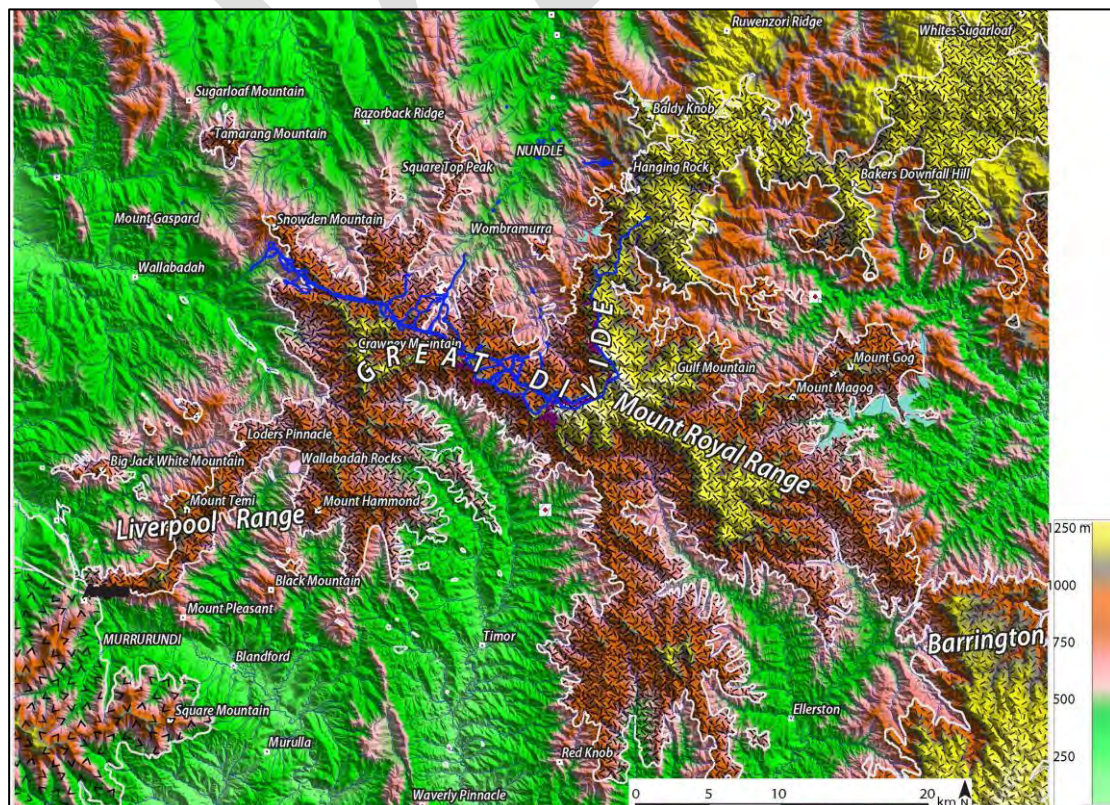 Ruwenzori Ridge
Whites Sugarloaf
Sugarloaf Mountain
Baldy Knob
Razorback Ridge
Tamarang Mountain
NUNDLE
Square Top Peak
Hanging Rock
Bakers Downfall Hill
Mount Gaspard
Snowden Mountain
Wombramurra
Wallabadah
Crawney Mountain
GREAT DIVIDE
Mount Gog
Gulf Mountain
Mount Magog
Mount Royal Range
Loders Pinnacle
Big Jack White Mountain
Wallabadah Rocks
Mount Temi
Mount Hammond
Liverpool Range
1250 m
Black Mountain
1000
Mount Pleasant
MURRURUNDI
Timor
Barrington
750
Blandford
500
Square Mountain
Ellerston
Murulla
Red Knob
250
Waverly Pinnacle
0 5 10 20
km N